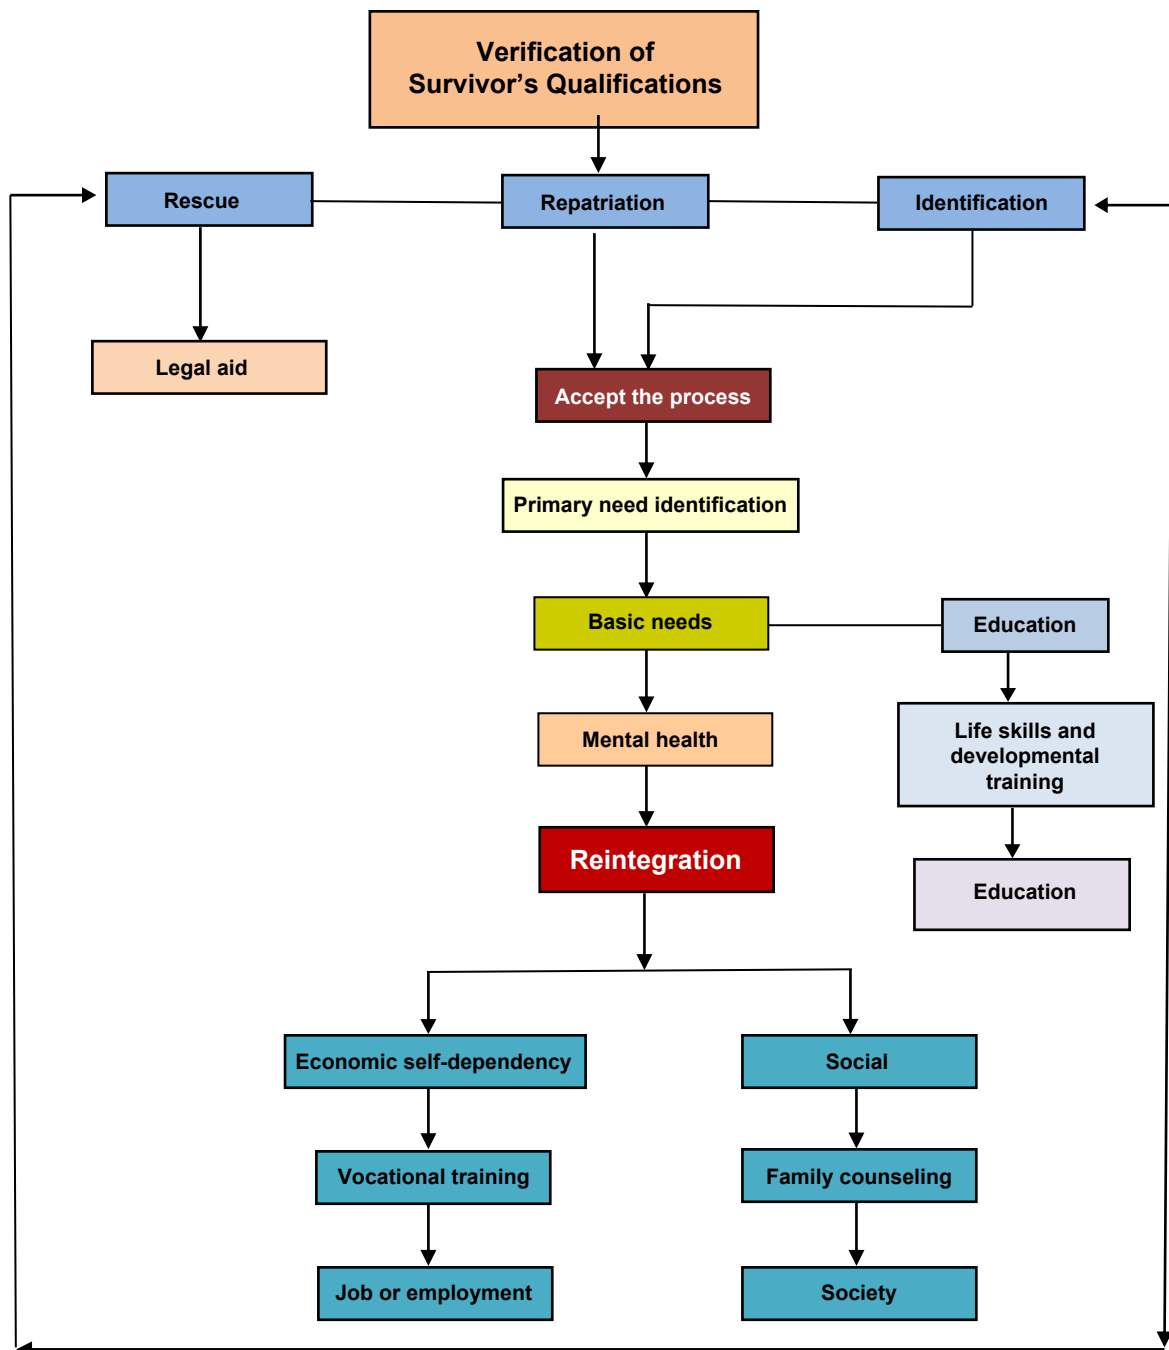 Verification of
Survivor’s Qualifications
Rescue
Repatriation
Identification
Legal aid
Accept the process
Primary need identification
Basic needs
Education
Mental health
Life skills and
developmental
training
Reintegration
Education
Economic self-dependency
Social
Vocational training
Family counseling
Job or employment
Society